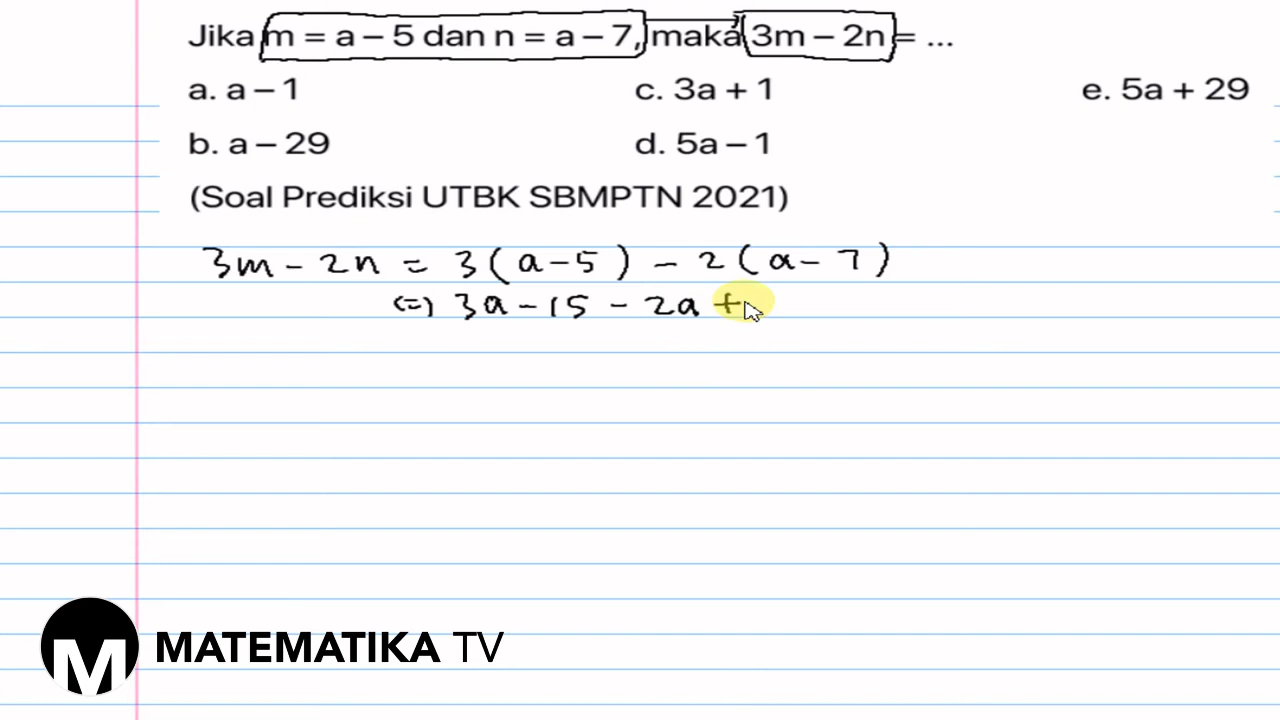 Jika m = a – 5 dan n = a – 7, maka 3m – 2n = ...
a. a – 1 c. 3a + 1 e. 5a + 29
b. a – 29 d. 5a – 1
(Soal Prediksi UTBK SBMPTN 2021)
3m - 2n = 3(a-5) - 2(a-7)
(=) 3a - 15 - 2a +
M MATEMATIKA TV